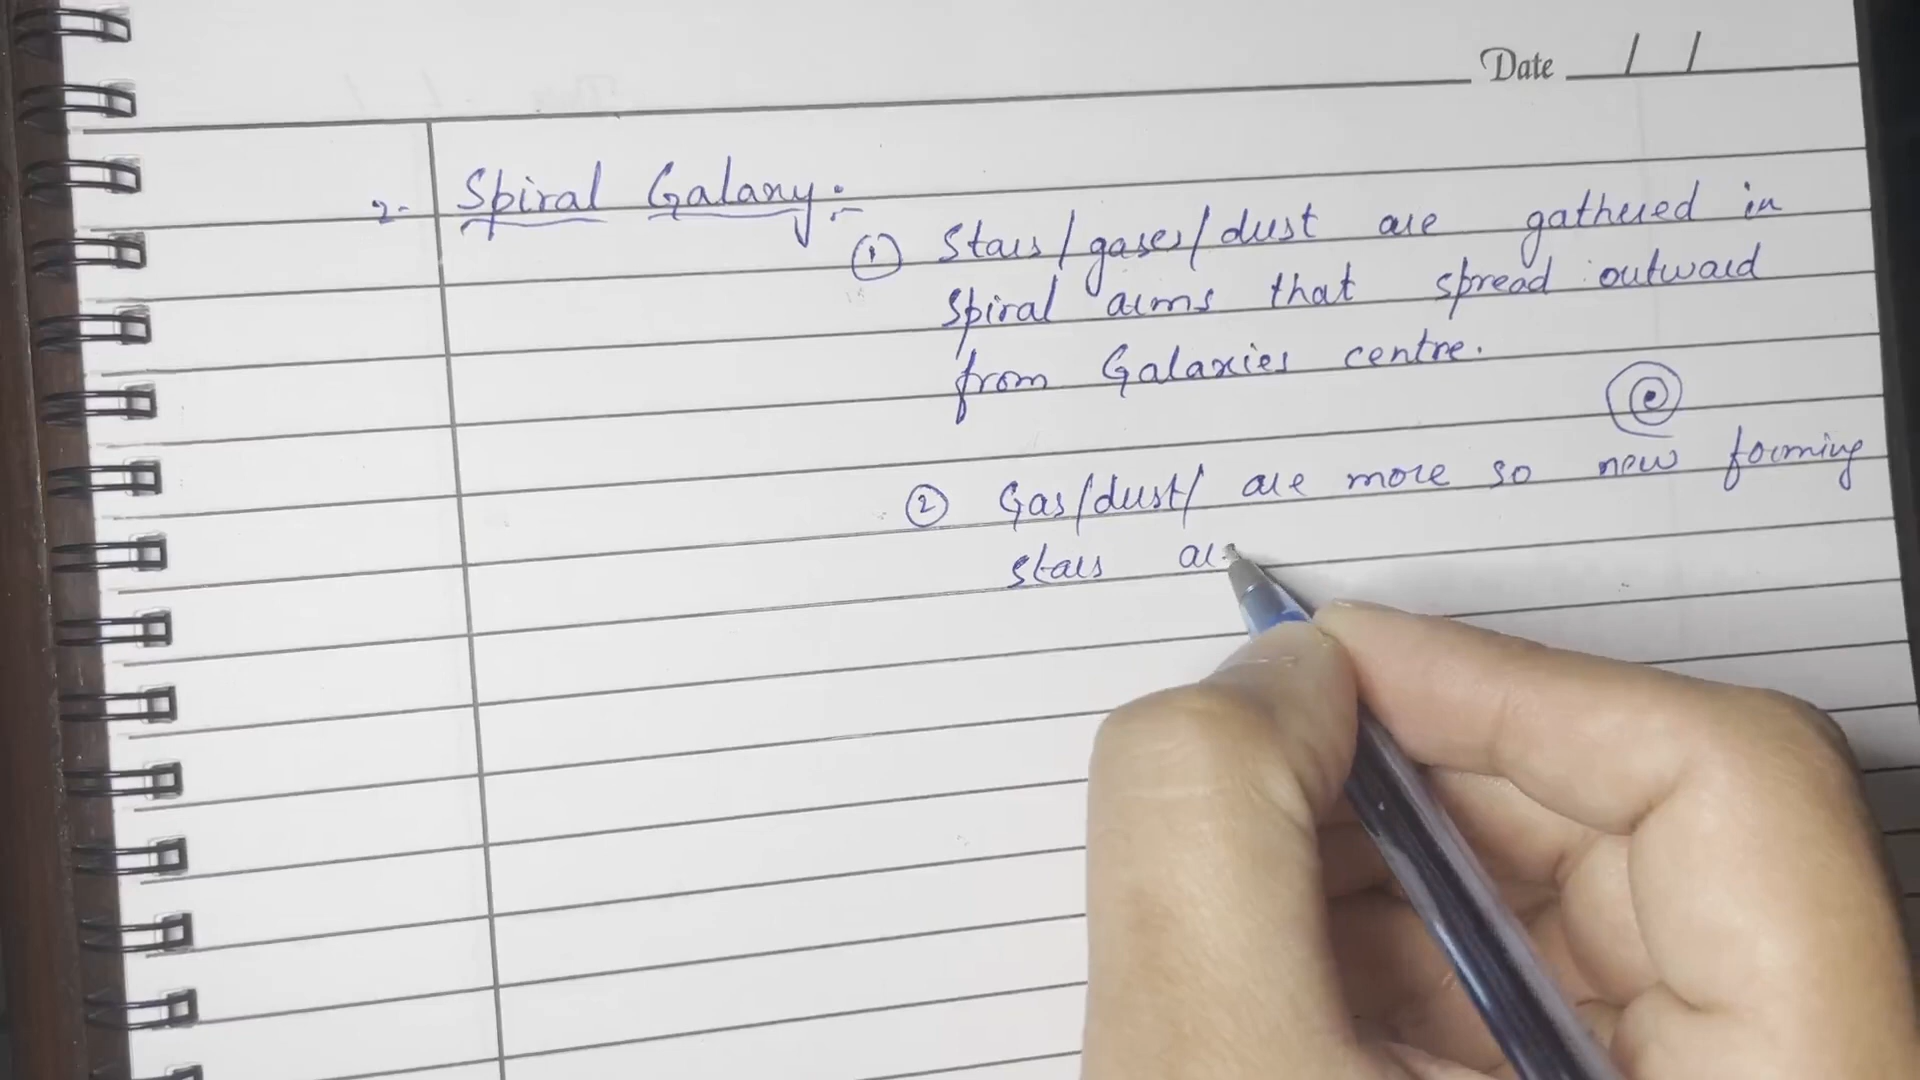 Date / /
2- Spiral Galaxy:-
① Stars/gases/dust are gathered in
Spiral arms that spread outward
from Galaxies centre.
② Gas/dust/ are more so new forming
stars